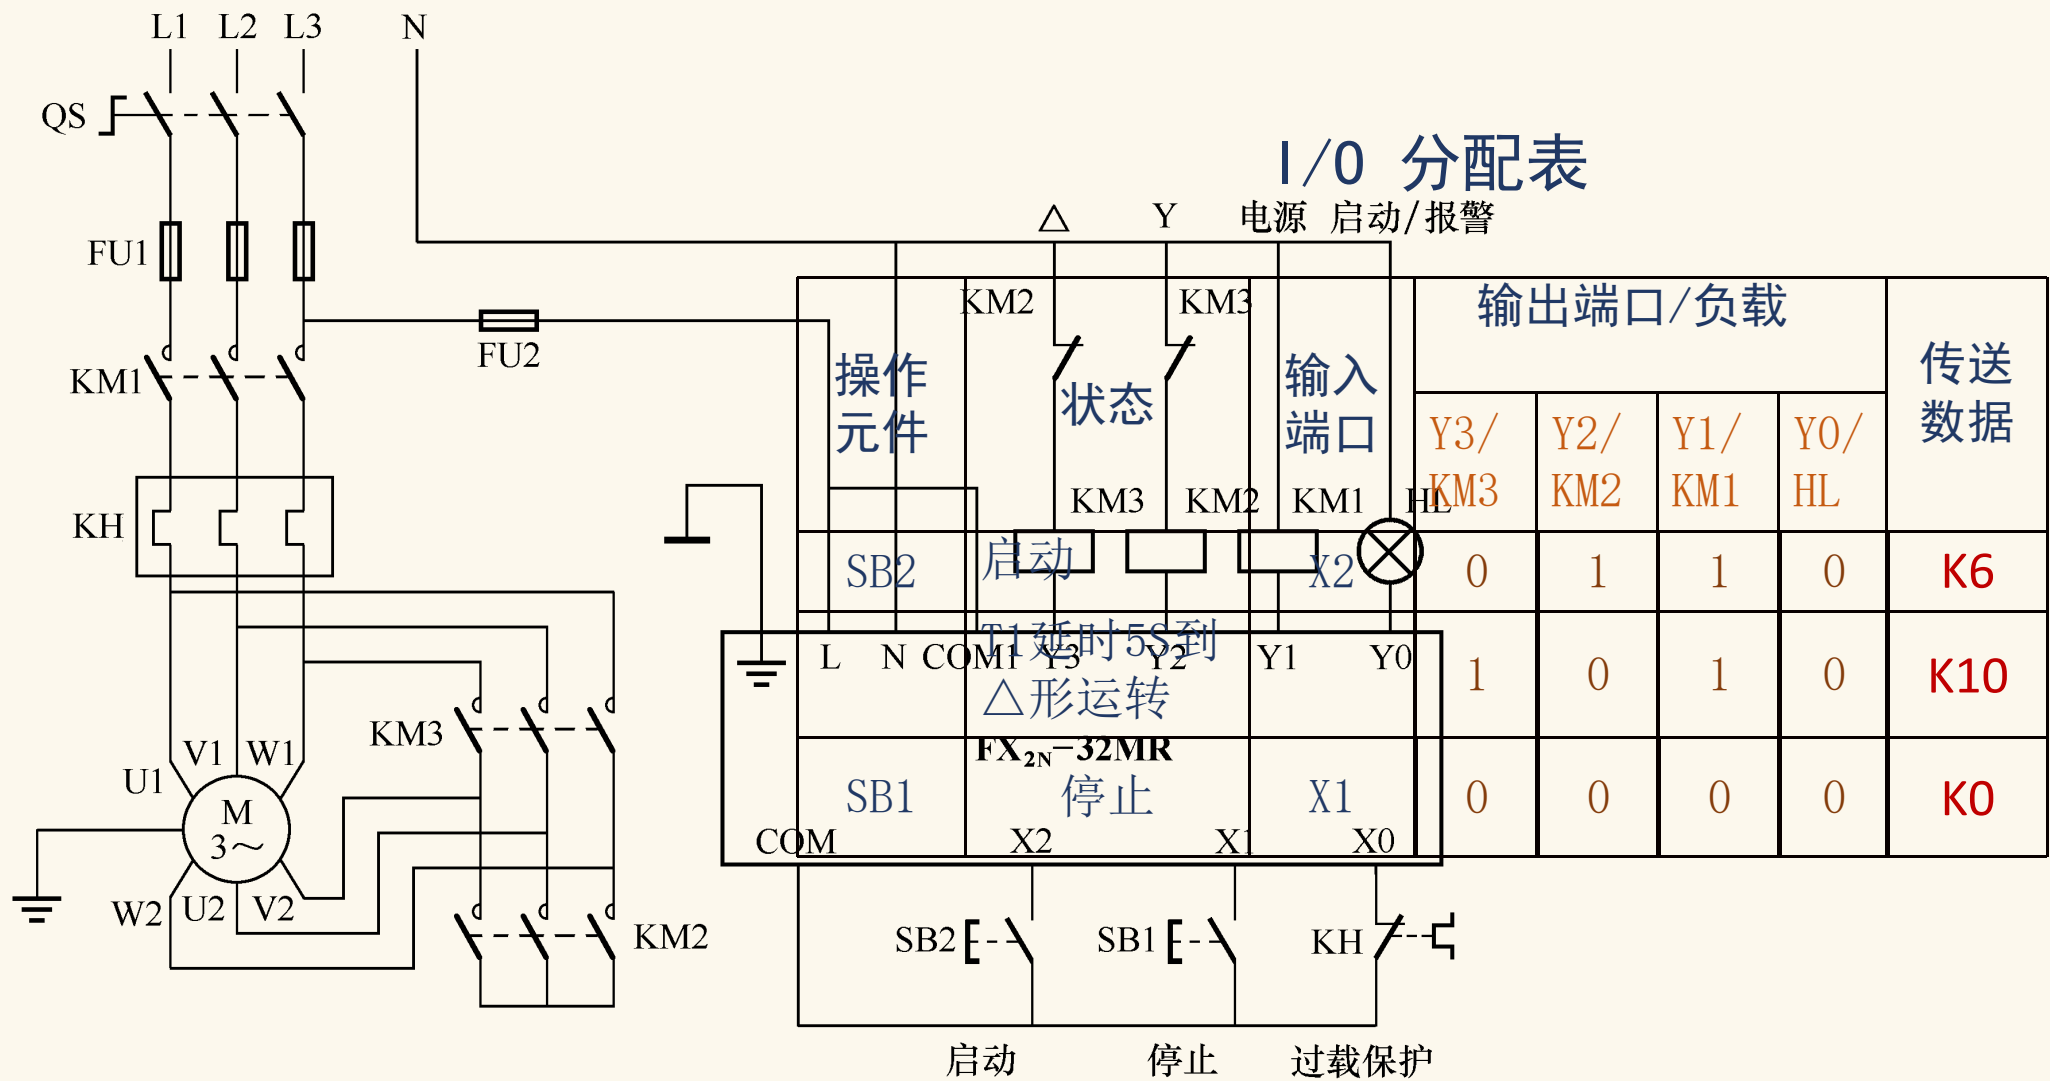 L1 L2 L3 N
QS
I/O 分配表
△ Y 电源 启动/报警
FU1
KM2 KM3 输出端口/负载
FU2
KM1
操作 状态 输入 传送
元件 端口 数据
Y3/ Y2/ Y1/ Y0/
KM3 KM2 KM1 HL
KH
KM3 KM2 KM1 HL
SB2 启动 X2 0 1 1 0 K6
T1延时5S到
△形运转 1 0 1 0 K10
L N COM1 Y3 Y2 Y1 Y0
KM3
FX2N-32MR
SB1 停止 X1 0 0 0 0 K0
V1 W1
U1
M
3～
W2 U2 V2
COM X2 X1 X0
KM2
SB2 SB1 KH
启动 停止 过载保护